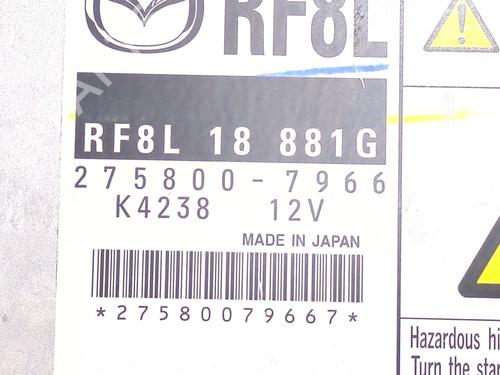 RF8L
RF8L 18 881G
275800-7966
K4238 12V
MADE IN JAPAN
*27580079667*
Hazardous hi
Turn the sta